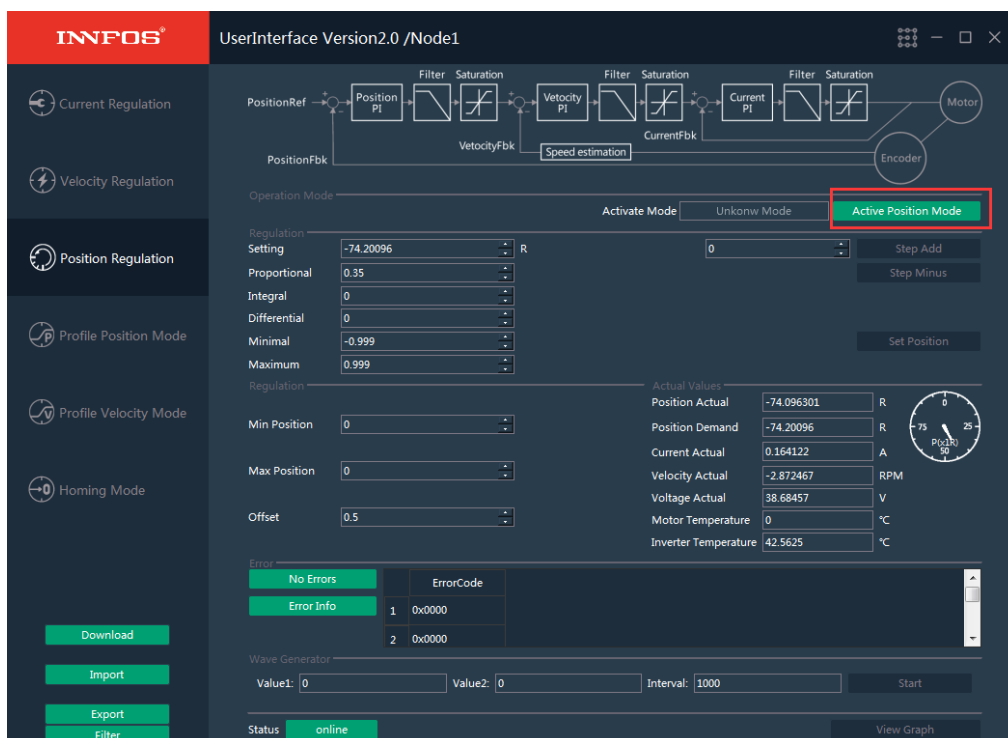 INNFOS®
UserInterface Version2.0 /Node1
Current Regulation
Velocity Regulation
Position Regulation
Profile Position Mode
Profile Velocity Mode
Homing Mode
Download
Import
Export
Filter
Filter Saturation Filter Saturation Filter Saturation
PositionRef + Position PI + Vetocity PI + Current PI Motor
- - -
VetocityFbk CurrentFbk
PositionFbk Speed estimation Encoder
Operation Mode
Activate Mode Unkonw Mode Active Position Mode
Regulation
Setting -74.20096 R 0 Step Add
Proportional 0.35 Step Minus
Integral 0
Differential 0
Minimal -0.999 Set Position
Maximum 0.999
Regulation
Min Position 0
Max Position 0
Offset 0.5
Actual Values
Position Actual -74.096301 R
Position Demand -74.20096 R
Current Actual 0.164122 A
Velocity Actual -2.872467 RPM
Voltage Actual 38.68457 V
Motor Temperature 0 ℃
Inverter Temperature 42.5625 ℃
0
75 25
P(x1R)
50
Error
No Errors ErrorCode
Error Info 1 0x0000
2 0x0000
Wave Generator
Value1: 0 Value2: 0 Interval: 1000 Start
Status online View Graph